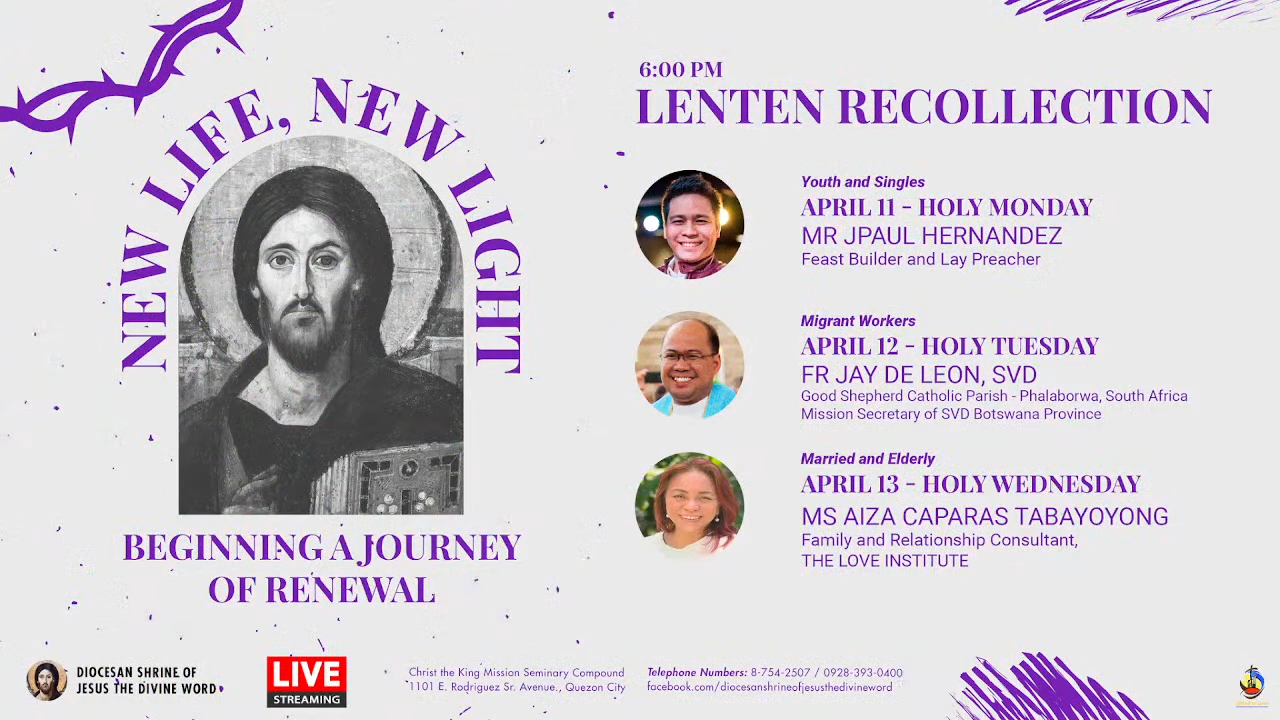 NEW LIFE, NEW LIGHT
BEGINNING A JOURNEY
OF RENEWAL
6:00 PM
LENTEN RECOLLECTION
Youth and Singles
APRIL 11 - HOLY MONDAY
MR JPAUL HERNANDEZ
Feast Builder and Lay Preacher
Migrant Workers
APRIL 12 - HOLY TUESDAY
FR JAY DE LEON, SVD
Good Shepherd Catholic Parish - Phalaborwa, South Africa
Mission Secretary of SVD Botswana Province
Married and Elderly
APRIL 13 - HOLY WEDNESDAY
MS AIZA CAPARAS TABAYOYONG
Family and Relationship Consultant,
THE LOVE INSTITUTE
DIOCESAN SHRINE OF
JESUS THE DIVINE WORD
LIVE
STREAMING
Christ the King Mission Seminary Compound
1101 E. Rodriguez Sr. Avenue., Quezon City
Telephone Numbers: 8-754-2507 / 0928-393-0400
facebook.com/diocesanshrineofjesusthedivineword